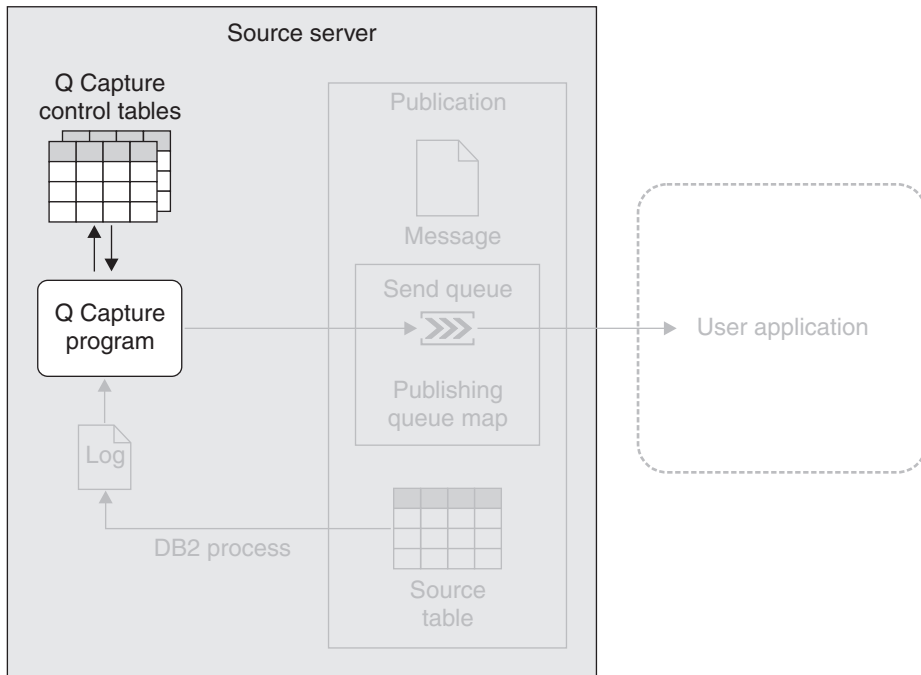 Source server
Q Capture
control tables
Publication
Message
Q Capture
program
Send queue
Publishing
queue map
User application
Log
DB2 process
Source
table